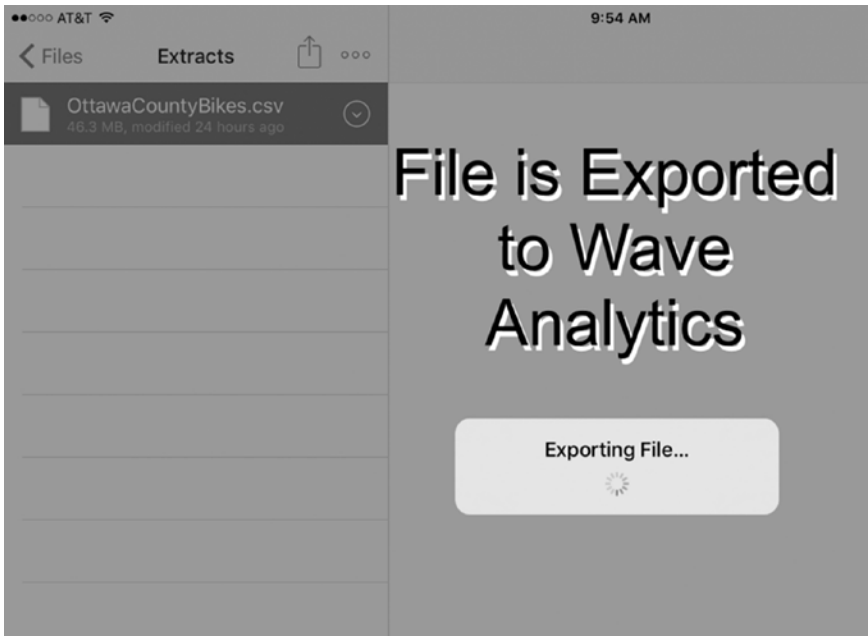 AT&T 9:54 AM
Files Extracts
OttawaCountyBikes.csv
46.3 MB, modified 24 hours ago
File is Exported
to Wave
Analytics
Exporting File...